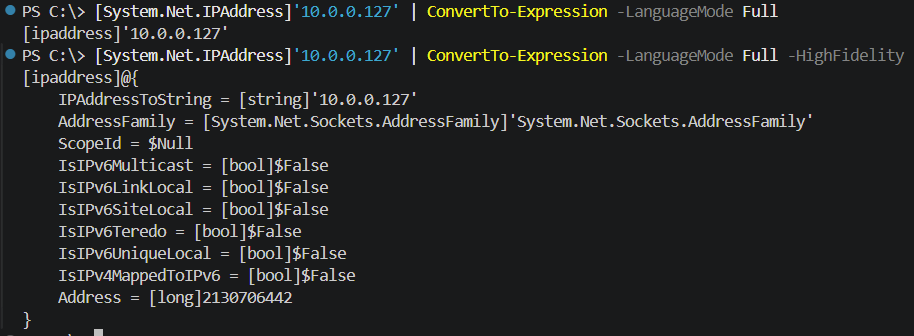 PS C:\> [System.Net.IPAddress]'10.0.0.127' | ConvertTo-Expression -LanguageMode Full
[ipaddress]'10.0.0.127'
PS C:\> [System.Net.IPAddress]'10.0.0.127' | ConvertTo-Expression -LanguageMode Full -HighFidelity
[ipaddress]@{
    IPAddressToString = [string]'10.0.0.127'
    AddressFamily = [System.Net.Sockets.AddressFamily]'System.Net.Sockets.AddressFamily'
    ScopeId = $Null
    IsIPv6Multicast = [bool]$False
    IsIPv6LinkLocal = [bool]$False
    IsIPv6SiteLocal = [bool]$False
    IsIPv6Teredo = [bool]$False
    IsIPv6UniqueLocal = [bool]$False
    IsIPv4MappedToIPv6 = [bool]$False
    Address = [long]2130706442
}